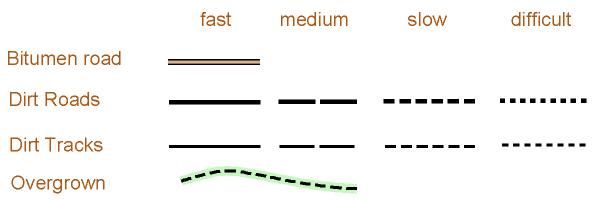 fast medium slow difficult
Bitumen road
Dirt Roads
Dirt Tracks
Overgrown